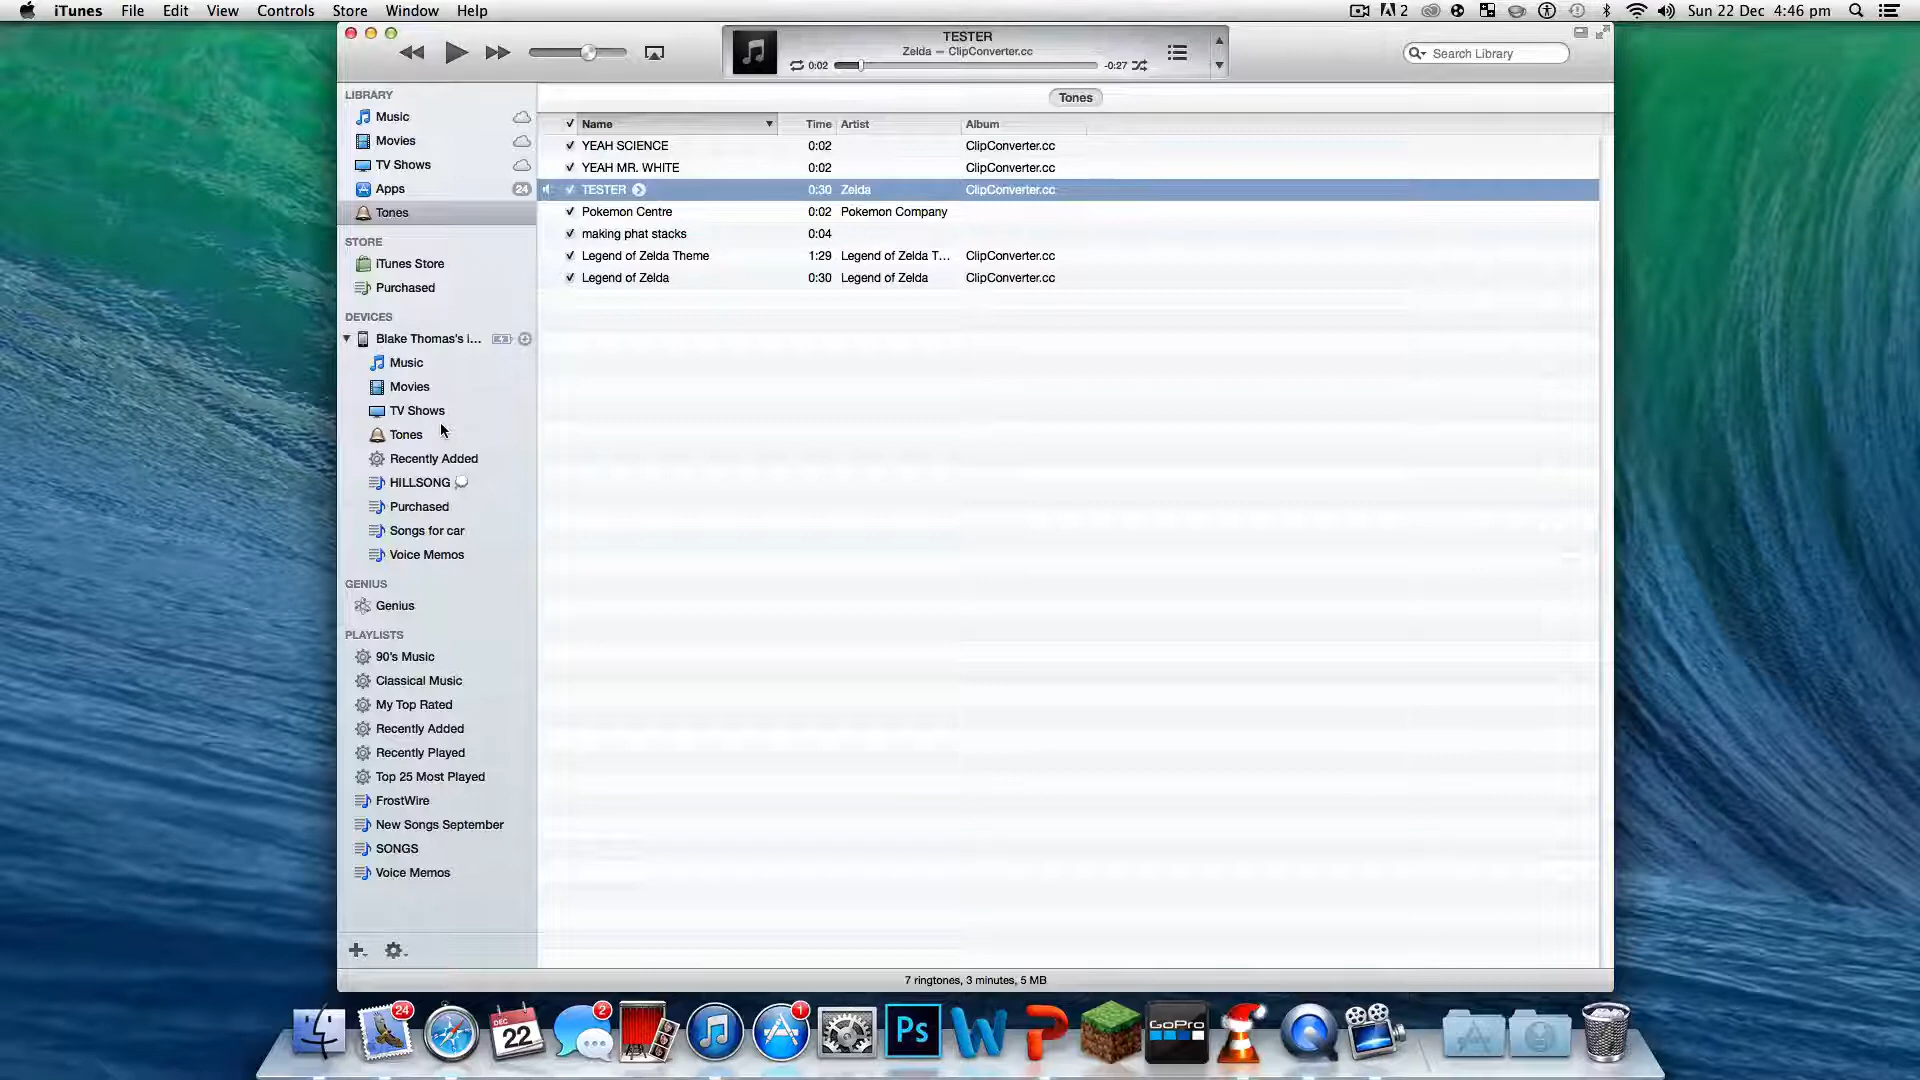 iTunes File Edit View Controls Store Window Help
2 Sun 22 Dec 4:46 pm
TESTER
Zelda — ClipConverter.cc
0:02 -0:27
Search Library
LIBRARY
Music
Movies
TV Shows
Apps 24
Tones
STORE
iTunes Store
Purchased
DEVICES
Blake Thomas's i...
Music
Movies
TV Shows
Tones
Recently Added
HILLSONG
Purchased
Songs for car
Voice Memos
GENIUS
Genius
PLAYLISTS
90's Music
Classical Music
My Top Rated
Recently Added
Recently Played
Top 25 Most Played
FrostWire
New Songs September
SONGS
Voice Memos
Tones
Name Time Artist Album
YEAH SCIENCE 0:02 ClipConverter.cc
YEAH MR. WHITE 0:02 ClipConverter.cc
TESTER 0:30 Zelda ClipConverter.cc
Pokemon Centre 0:02 Pokemon Company
making phat stacks 0:04
Legend of Zelda Theme 1:29 Legend of Zelda T... ClipConverter.cc
Legend of Zelda 0:30 Legend of Zelda ClipConverter.cc
7 ringtones, 3 minutes, 5 MB
24
DEC
22
2
1
Ps
GoPro